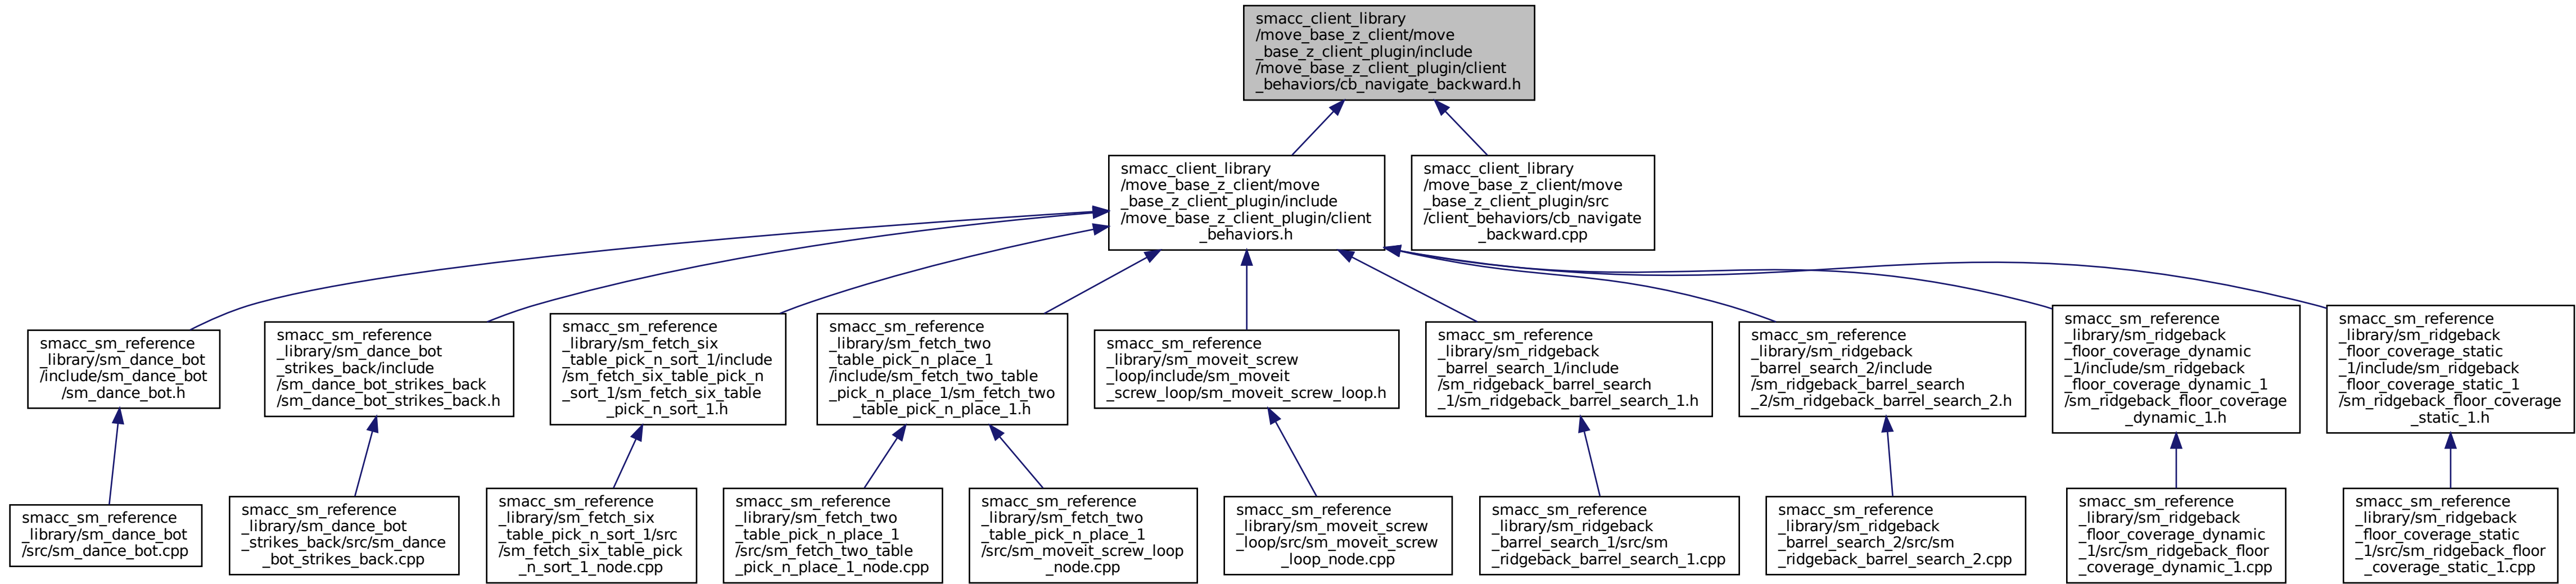 smacc_client_library
/move_base_z_client/move
_base_z_client_plugin/include
/move_base_z_client_plugin/client
_behaviors/cb_navigate_backward.h
smacc_client_library
/move_base_z_client/move
_base_z_client_plugin/include
/move_base_z_client_plugin/client
_behaviors.h
smacc_client_library
/move_base_z_client/move
_base_z_client_plugin/src
/client_behaviors/cb_navigate
_backward.cpp
smacc_sm_reference
_library/sm_dance_bot
/include/sm_dance_bot
/sm_dance_bot.h
smacc_sm_reference
_library/sm_dance_bot
_strikes_back/include
/sm_dance_bot_strikes_back
/sm_dance_bot_strikes_back.h
smacc_sm_reference
_library/sm_fetch_six
_table_pick_n_sort_1/include
/sm_fetch_six_table_pick_n
_sort_1/sm_fetch_six_table
_pick_n_sort_1.h
smacc_sm_reference
_library/sm_fetch_two
_table_pick_n_place_1
/include/sm_fetch_two_table
_pick_n_place_1/sm_fetch_two
_table_pick_n_place_1.h
smacc_sm_reference
_library/sm_moveit_screw
_loop/include/sm_moveit
_screw_loop/sm_moveit_screw_loop.h
smacc_sm_reference
_library/sm_ridgeback
_barrel_search_1/include
/sm_ridgeback_barrel_search
_1/sm_ridgeback_barrel_search_1.h
smacc_sm_reference
_library/sm_ridgeback
_barrel_search_2/include
/sm_ridgeback_barrel_search
_2/sm_ridgeback_barrel_search_2.h
smacc_sm_reference
_library/sm_ridgeback
_floor_coverage_dynamic
_1/include/sm_ridgeback
_floor_coverage_dynamic_1
/sm_ridgeback_floor_coverage
_dynamic_1.h
smacc_sm_reference
_library/sm_ridgeback
_floor_coverage_static
_1/include/sm_ridgeback
_floor_coverage_static_1
/sm_ridgeback_floor_coverage
_static_1.h
smacc_sm_reference
_library/sm_dance_bot
/src/sm_dance_bot.cpp
smacc_sm_reference
_library/sm_dance_bot
_strikes_back/src/sm_dance
_bot_strikes_back.cpp
smacc_sm_reference
_library/sm_fetch_six
_table_pick_n_sort_1/src
/sm_fetch_six_table_pick
_n_sort_1_node.cpp
smacc_sm_reference
_library/sm_fetch_two
_table_pick_n_place_1
/src/sm_fetch_two_table
_pick_n_place_1_node.cpp
smacc_sm_reference
_library/sm_fetch_two
_table_pick_n_place_1
/src/sm_moveit_screw_loop
_node.cpp
smacc_sm_reference
_library/sm_moveit_screw
_loop/src/sm_moveit_screw
_loop_node.cpp
smacc_sm_reference
_library/sm_ridgeback
_barrel_search_1/src/sm
_ridgeback_barrel_search_1.cpp
smacc_sm_reference
_library/sm_ridgeback
_barrel_search_2/src/sm
_ridgeback_barrel_search_2.cpp
smacc_sm_reference
_library/sm_ridgeback
_floor_coverage_dynamic
_1/src/sm_ridgeback_floor
_coverage_dynamic_1.cpp
smacc_sm_reference
_library/sm_ridgeback
_floor_coverage_static
_1/src/sm_ridgeback_floor
_coverage_static_1.cpp